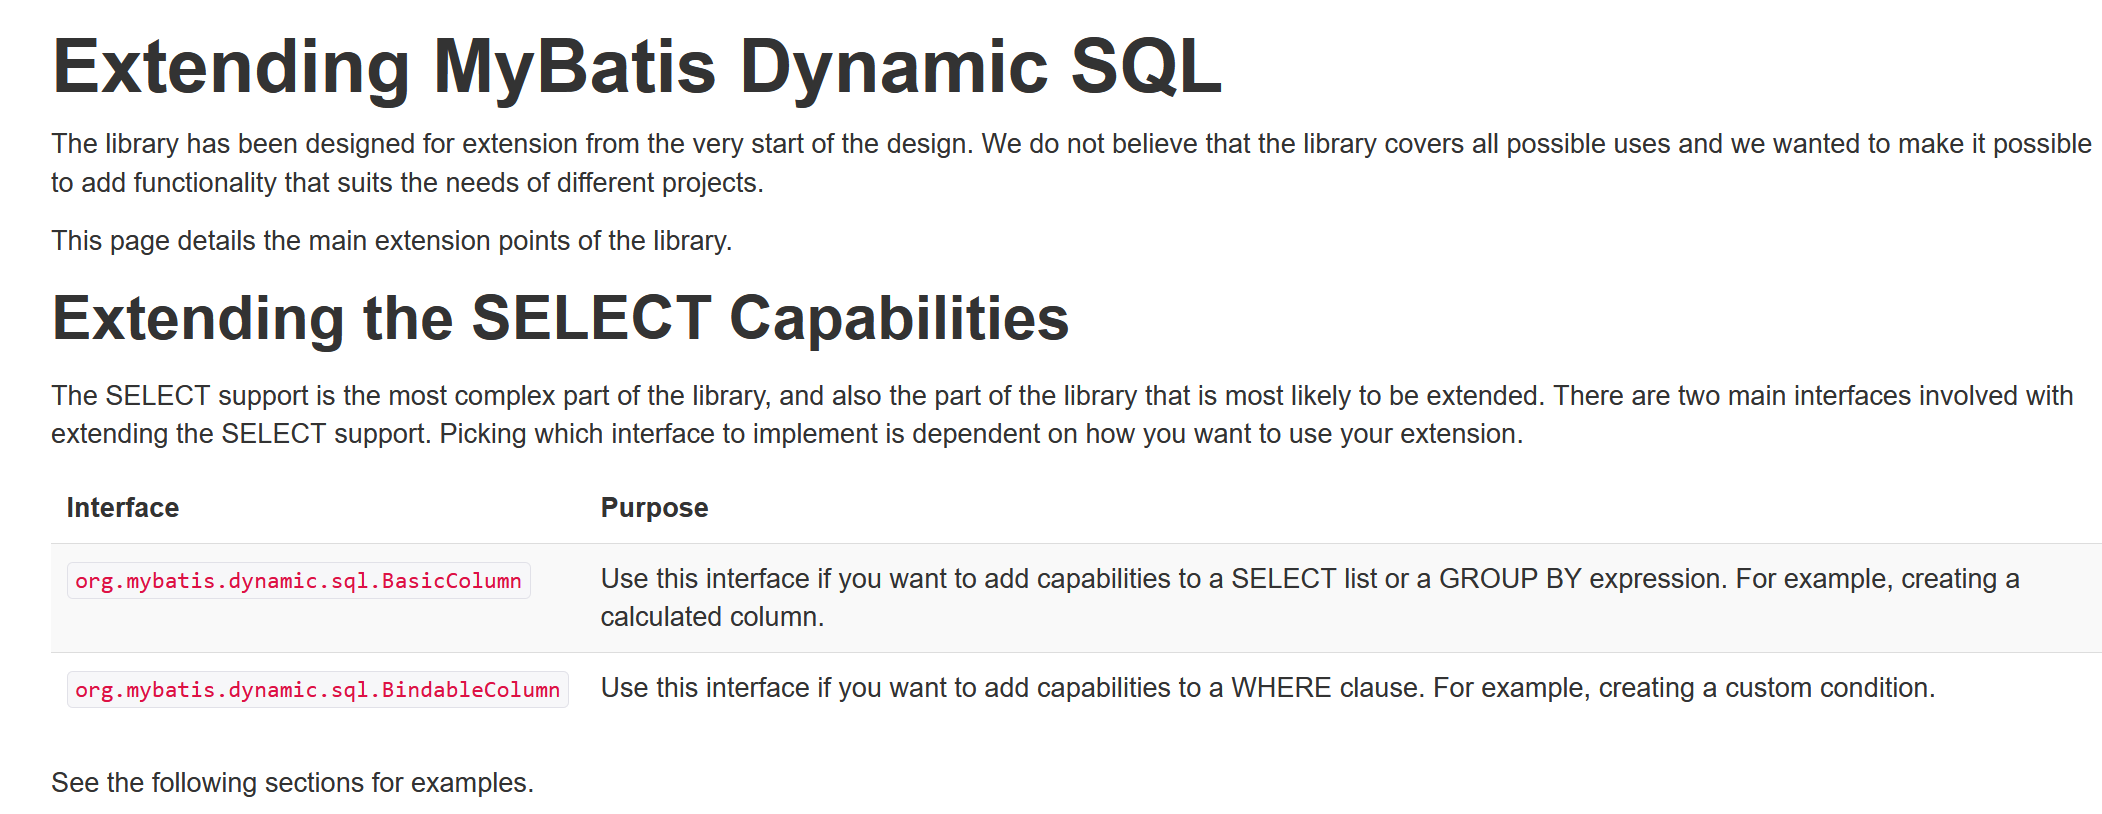 Extending MyBatis Dynamic SQL
The library has been designed for extension from the very start of the design. We do not believe that the library covers all possible uses and we wanted to make it possible
to add functionality that suits the needs of different projects.
This page details the main extension points of the library.
Extending the SELECT Capabilities
The SELECT support is the most complex part of the library, and also the part of the library that is most likely to be extended. There are two main interfaces involved with
extending the SELECT support. Picking which interface to implement is dependent on how you want to use your extension.
Interface Purpose
org.mybatis.dynamic.sql.BasicColumn Use this interface if you want to add capabilities to a SELECT list or a GROUP BY expression. For example, creating a
calculated column.
org.mybatis.dynamic.sql.BindableColumn Use this interface if you want to add capabilities to a WHERE clause. For example, creating a custom condition.
See the following sections for examples.